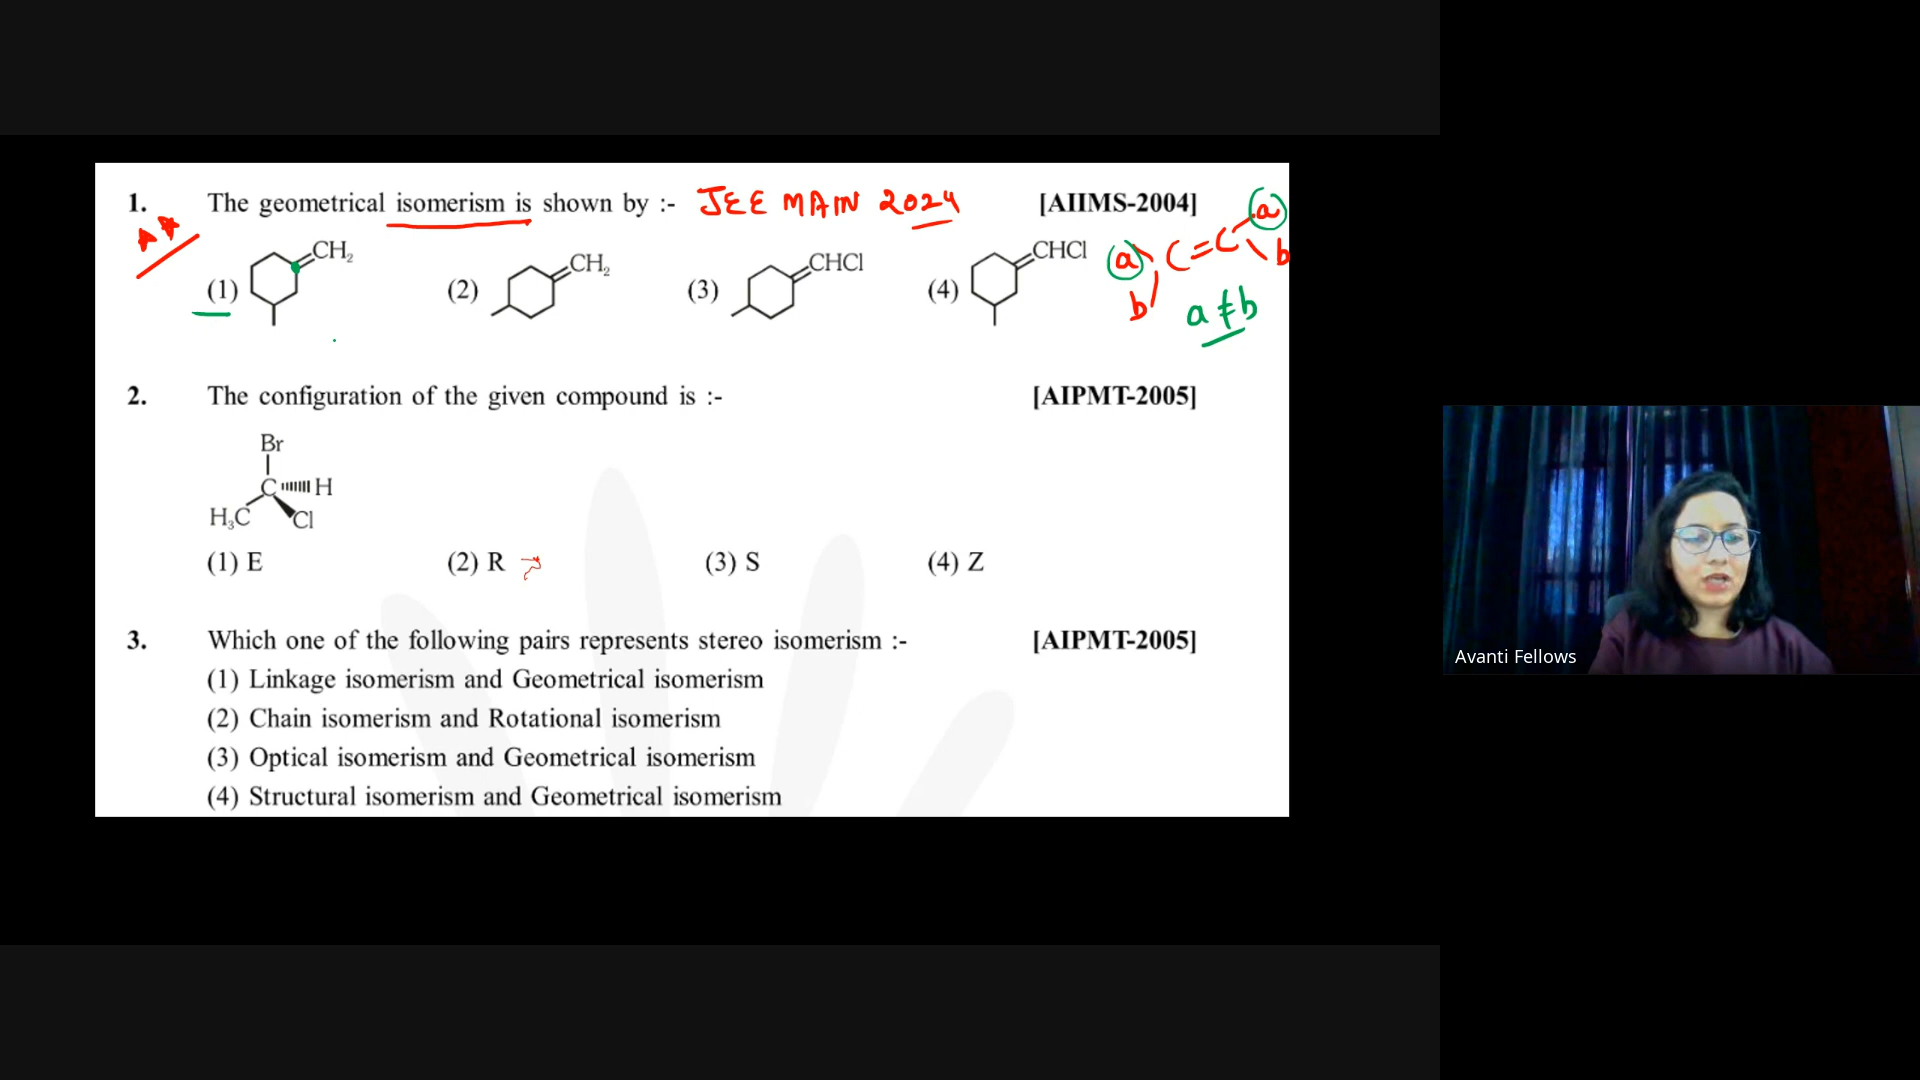 1. The geometrical isomerism is shown by :- JEE MAIN 2024 [AIIMS-2004]
(1) CH₂ (2) CH₂ (3) CHCl (4) CHCl
a b C=C a b
a ≠ b
2. The configuration of the given compound is :- [AIPMT-2005]
Br
C H
H₃C Cl
(1) E (2) R (3) S (4) Z
3. Which one of the following pairs represents stereo isomerism :- [AIPMT-2005]
(1) Linkage isomerism and Geometrical isomerism
(2) Chain isomerism and Rotational isomerism
(3) Optical isomerism and Geometrical isomerism
(4) Structural isomerism and Geometrical isomerism
Avanti Fellows